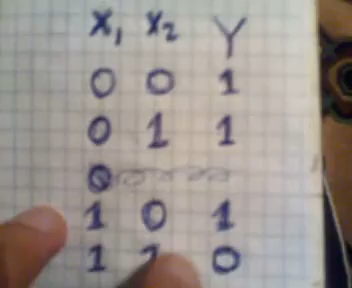 X₁ X₂ Y
0 0 1
0 1 1
0
1 0 1
1 0